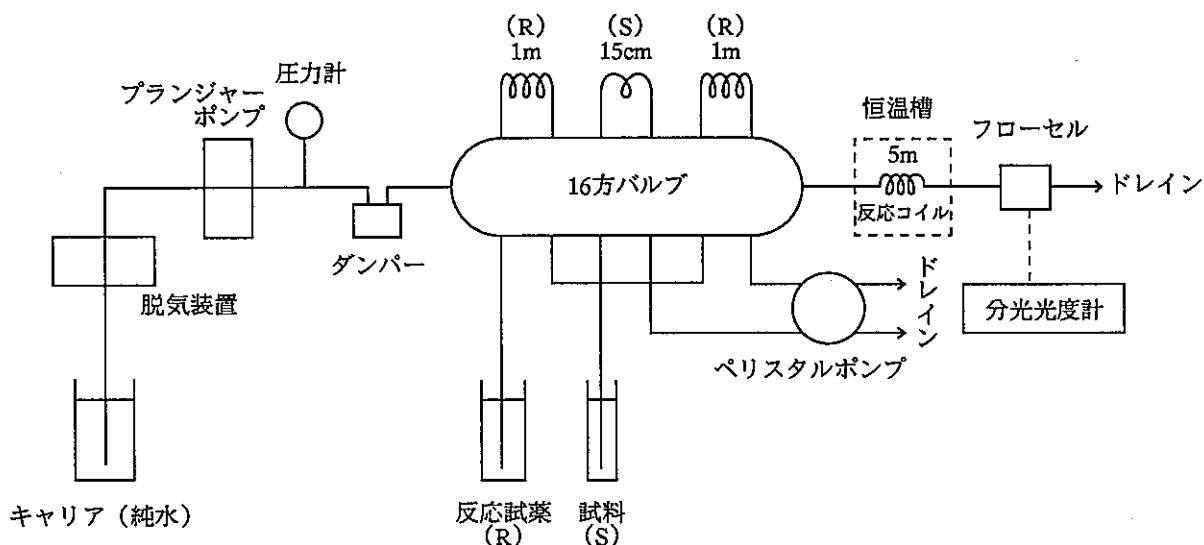 (R)
1m
(S)
15cm
(R)
1m
圧力計
プランジャー
ポンプ
恒温槽
フローセル
5m
16方バルブ
ドレイン
反応コイル
ダンパー
脱気装置
ドレイン
分光光度計
ペリスタルポンプ
キャリア（純水）
反応試薬
(R)
試料
(S)